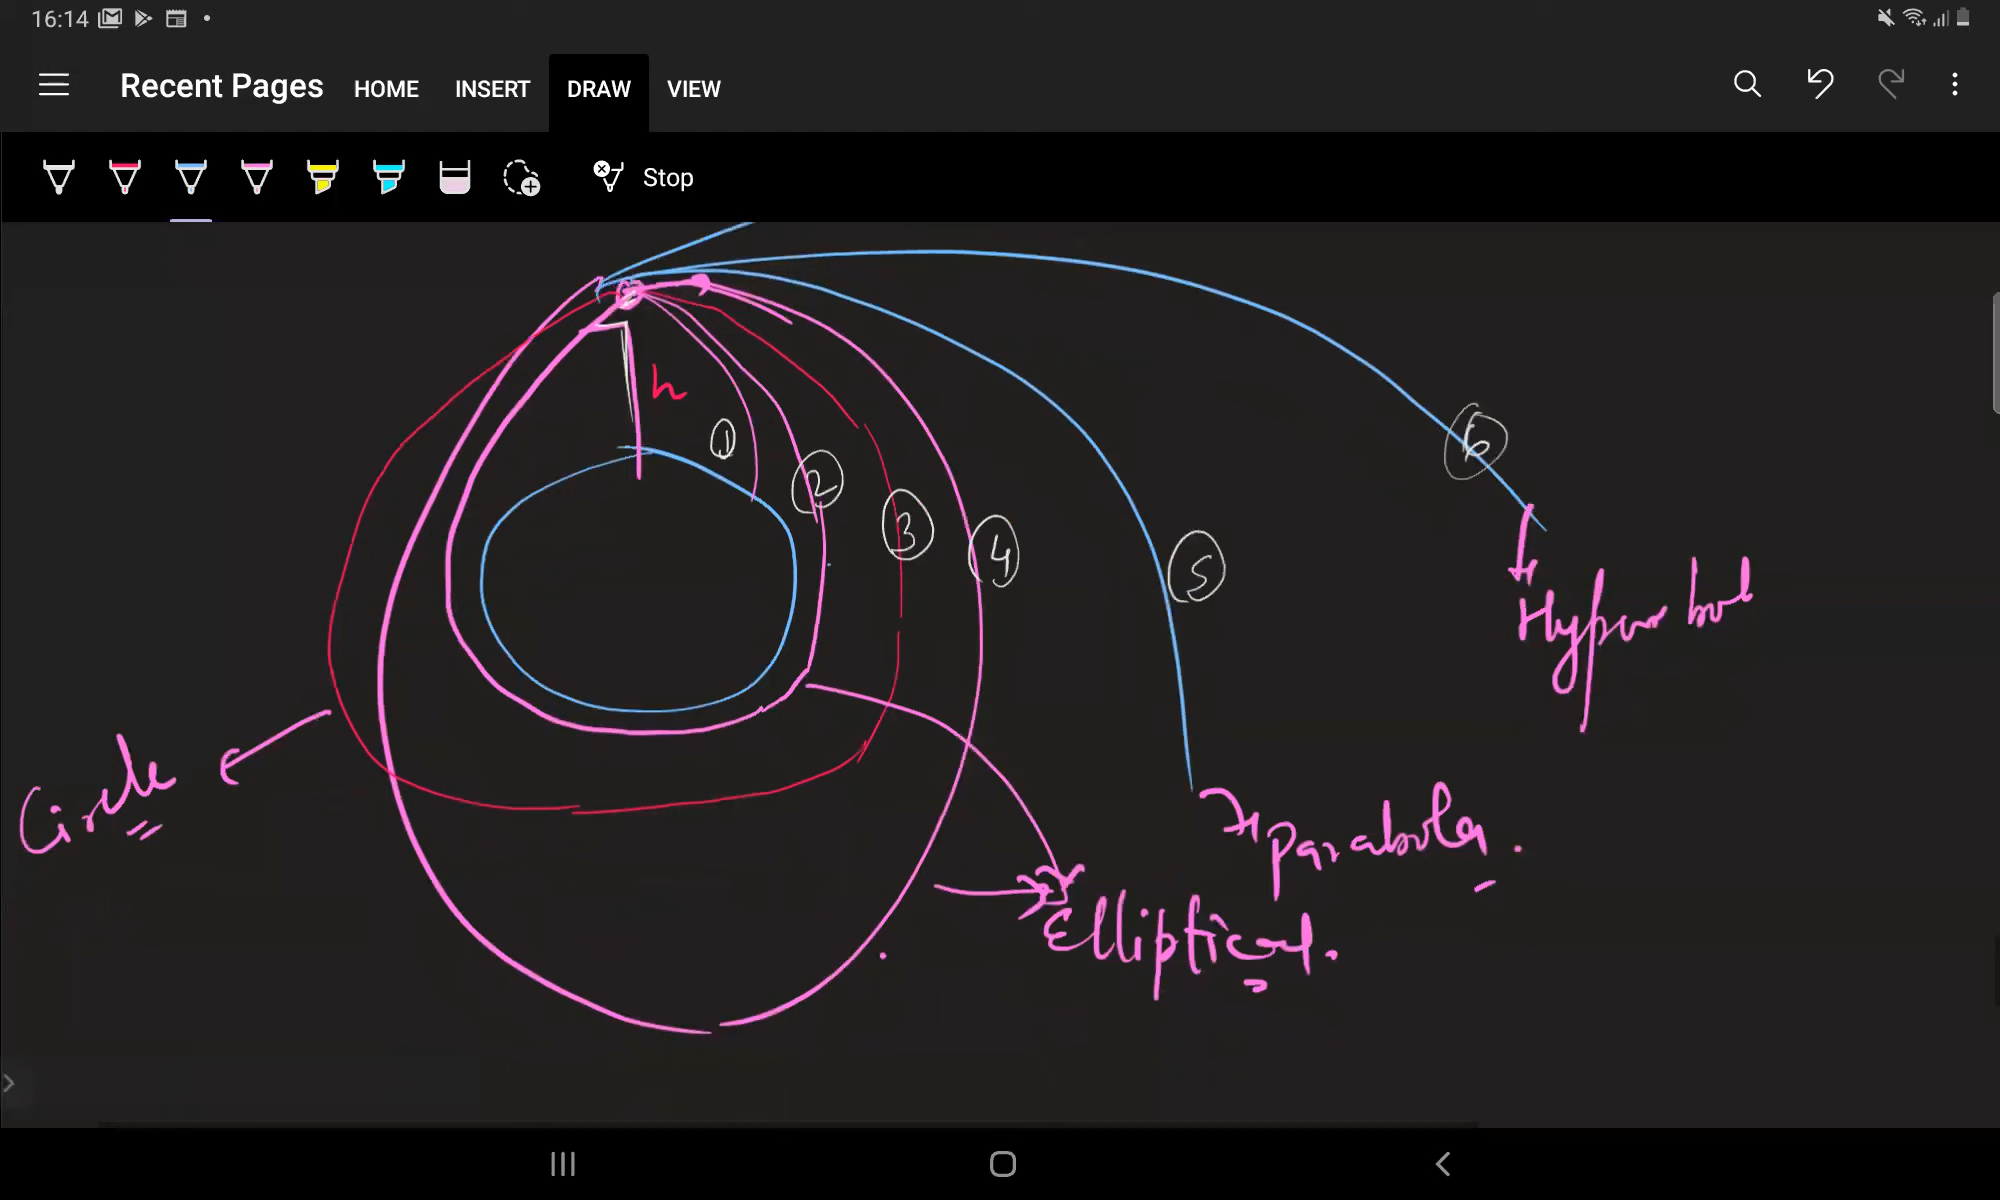 16:14
Recent Pages HOME INSERT DRAW VIEW
Stop
h
1
2
3
4
5
6
Hyperbol
Circle
Parabola.
Elliptical.